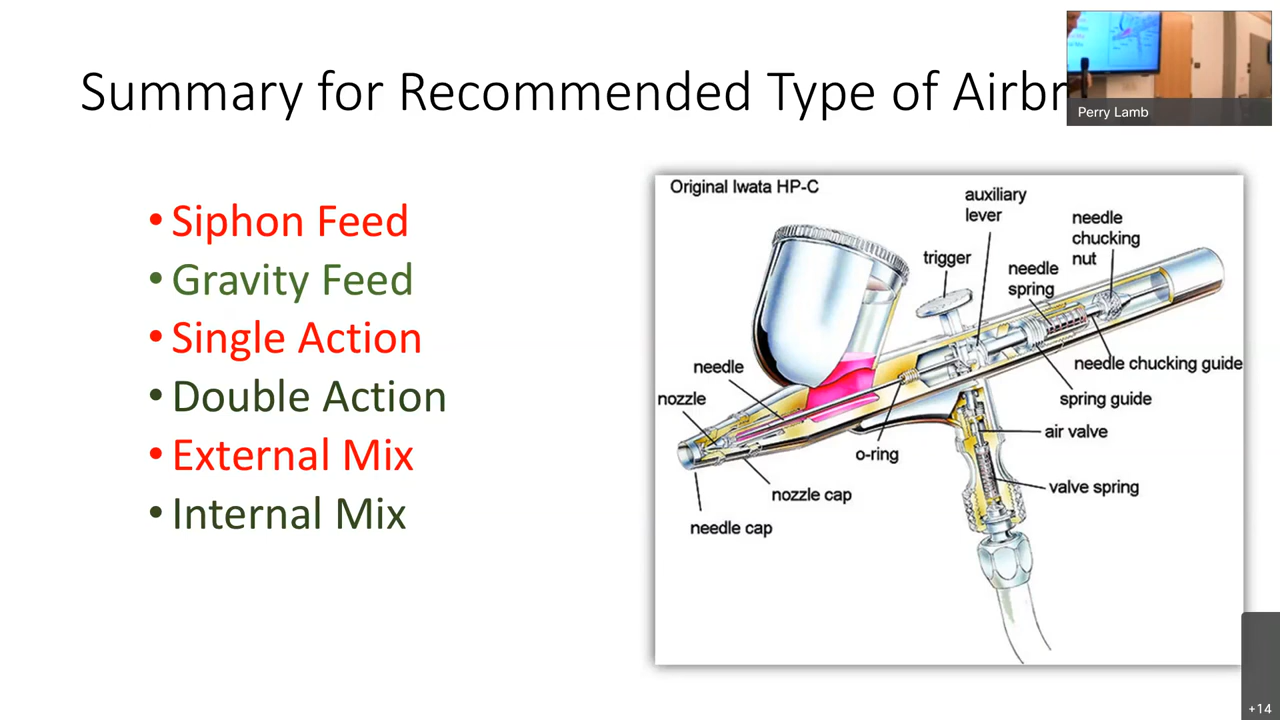 Summary for Recommended Type of Airbr
Perry Lamb
• Siphon Feed
• Gravity Feed
• Single Action
• Double Action
• External Mix
• Internal Mix
Original Iwata HP-C
auxiliary
lever
needle
chucking
nut
trigger
needle
spring
needle
nozzle
needle chucking guide
spring guide
air valve
o-ring
valve spring
nozzle cap
needle cap
+14